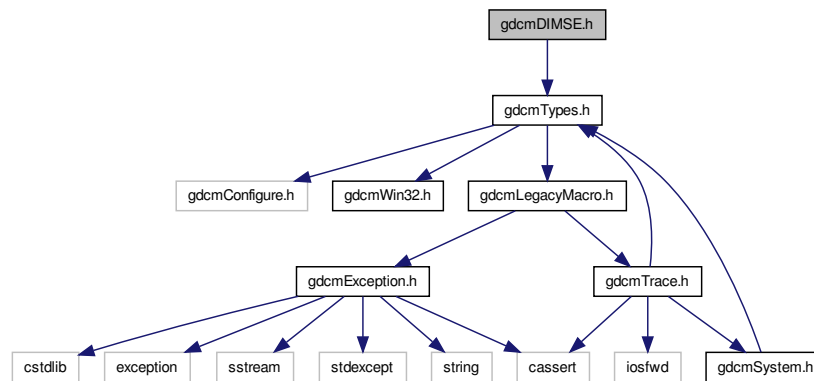 gdcmDIMSE.h
gdcmTypes.h
gdcmConfigure.h
gdcmWin32.h
gdcmLegacyMacro.h
gdcmException.h
gdcmTrace.h
cstdlib
exception
sstream
stdexcept
string
cassert
iosfwd
gdcmSystem.h